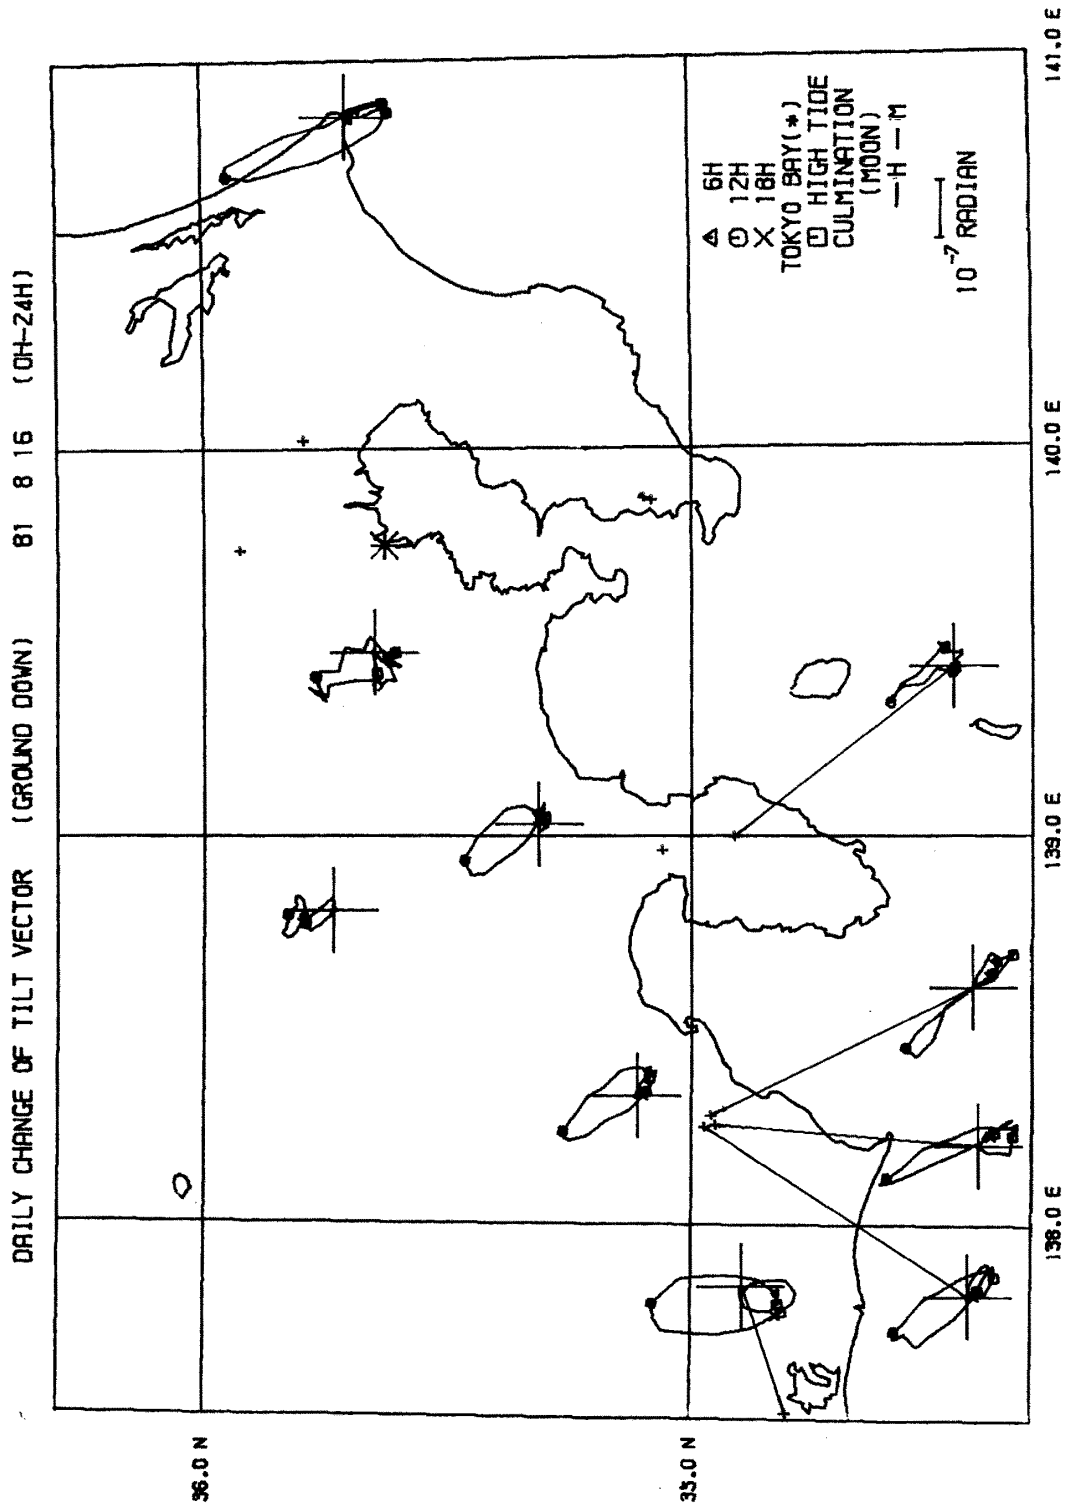 DAILY CHANGE OF TILT VECTOR (GROUND DOWN) 81 8 16 (0H-24H)
36.0 N
35.0 N
138.0 E
139.0 E
140.0 E
141.0 E
6H
12H
18H
TOKYO BAY(*)
HIGH TIDE
CULMINATION
(MOON)
—H—M
10⁻⁷ RADIAN